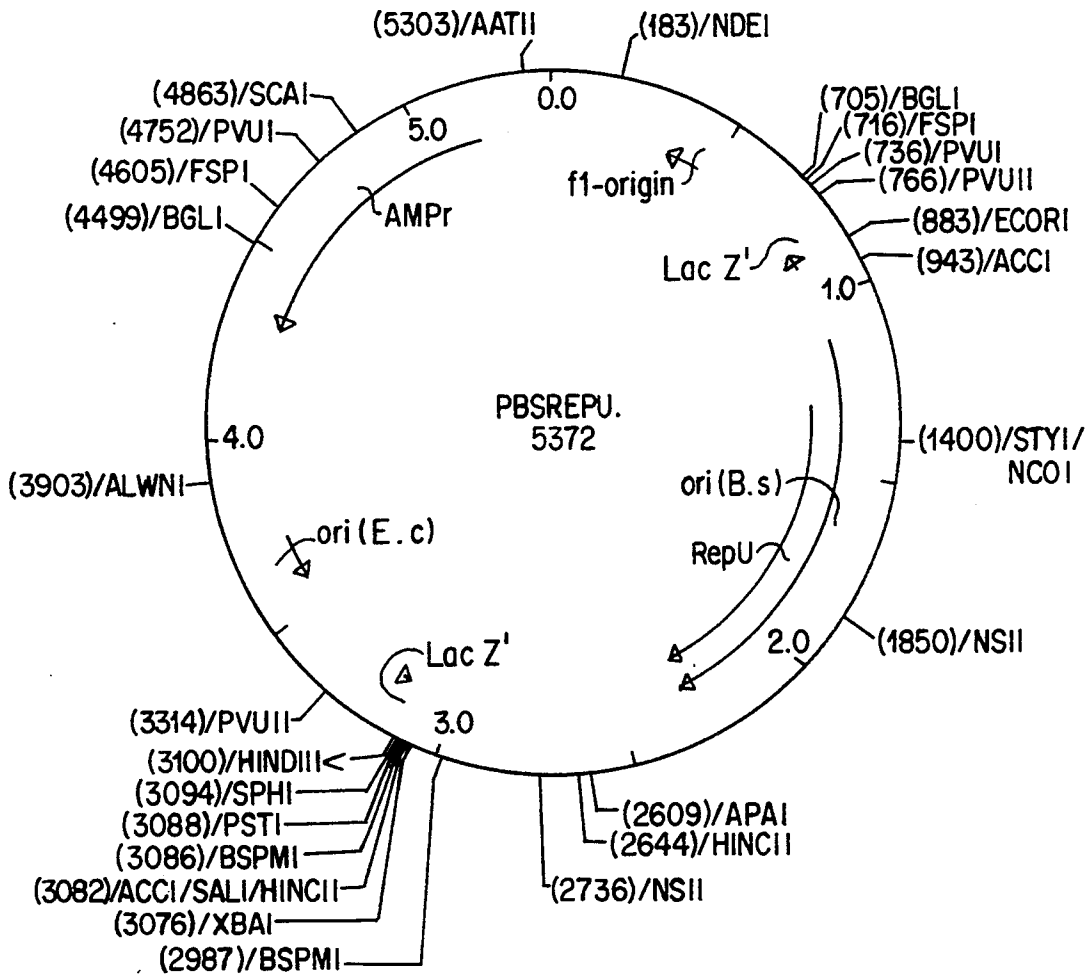 (5303)/AATII
(183)/NDEI
0.0
(4863)/SCAI
(4752)/PVUI
(4605)/FSPI
(4499)/BGLI
5.0
AMPr
f1-origin
(705)/BGLI
(716)/FSPI
(736)/PVUI
(766)/PVUII
(883)/ECORI
(943)/ACCI
Lac Z'
1.0
PBSREPU.
5372
4.0
(3903)/ALWNI
(1400)/STYI/
NCOI
ori(B.s)
RepU
ori(E.c)
(1850)/NSII
2.0
Lac Z'
3.0
(3314)/PVUII
(3100)/HINDIII<
(3094)/SPHI
(3088)/PSTI
(3086)/BSPMI
(3082)/ACCI/SALI/HINCII
(3076)/XBAI
(2987)/BSPMI
(2609)/APAI
(2644)/HINCII
(2736)/NSII